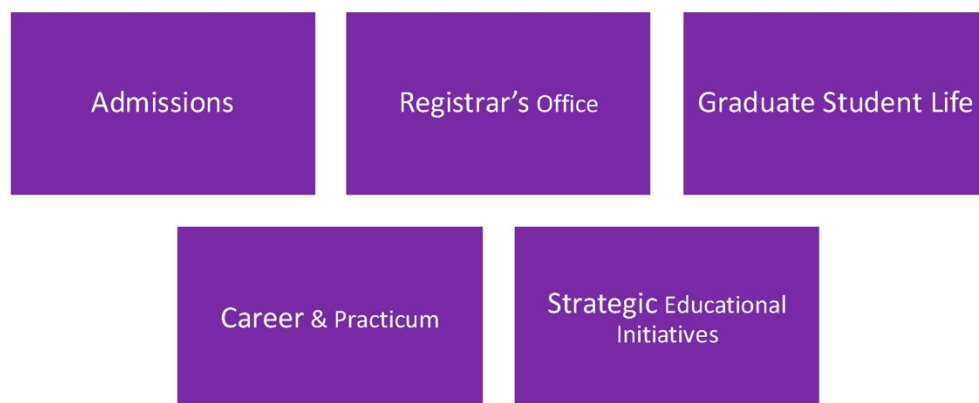 Admissions
Registrar’s Office
Graduate Student Life
Career & Practicum
Strategic Educational
Initiatives